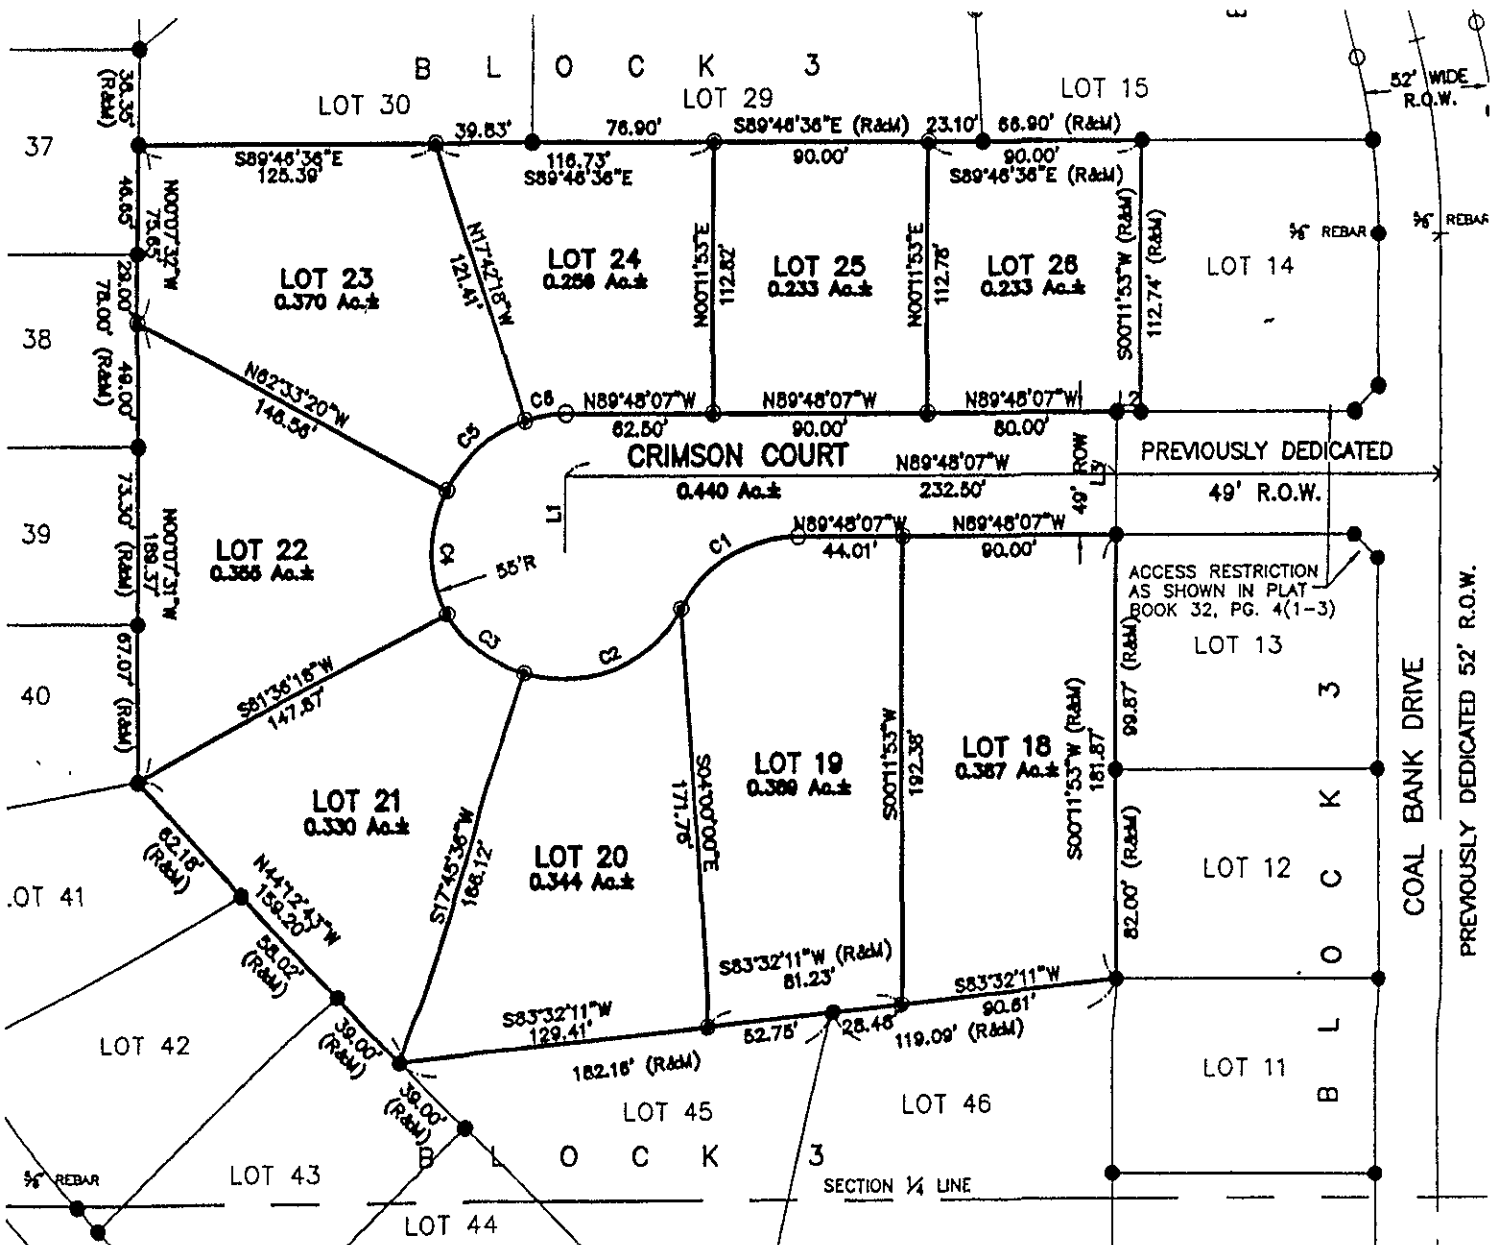 BLOCK 3
LOT 30
LOT 29
LOT 15
52' WIDE
R.O.W.
37
36.35'
(R&M)
39.83'
76.90'
S89°46'36"E (R&M)
23.10'
66.90' (R&M)
S89°46'36"E
125.39'
116.73'
S89°46'36"E
90.00'
90.00'
S89°46'36"E (R&M)
46.65'
N00°07'32"W
75.65'
29.00'
78.00' (R&M)
49.00'
LOT 23
0.370 Ac.±
N17°42'18"W
121.41'
LOT 24
0.256 Ac.±
N00°11'53"E
112.82'
LOT 25
0.233 Ac.±
N00°11'53"E
112.78'
LOT 26
0.233 Ac.±
S00°11'53"W (R&M)
112.74' (R&M)
LOT 14
⅝" REBAR
⅝" REBAR
38
N62°33'20"W
146.56'
C5
C6
N89°48'07"W
62.50'
N89°48'07"W
90.00'
N89°48'07"W
80.00'
L2
CRIMSON COURT
0.440 Ac.±
N89°48'07"W
232.50'
49' ROW
L3
PREVIOUSLY DEDICATED
49' R.O.W.
L1
39
73.30' (R&M)
189.37'
N00°07'31"W
LOT 22
0.355 Ac.±
C4
55'R
C1
N89°48'07"W
44.01'
N89°48'07"W
90.00'
ACCESS RESTRICTION
AS SHOWN IN PLAT
BOOK 32, PG. 4(1-3)
LOT 13
C3
C2
40
67.07' (R&M)
S61°36'18"W
147.67'
LOT 21
0.330 Ac.±
S17°45'36"W
166.12'
LOT 20
0.344 Ac.±
S04°00'00"E
171.76'
LOT 19
0.389 Ac.±
S00°11'53"W
192.38'
LOT 18
0.387 Ac.±
S00°11'53"W (R&M)
181.87'
99.87' (R&M)
82.00' (R&M)
LOT 12
BLOCK 3
COAL BANK DRIVE
PREVIOUSLY DEDICATED 52' R.O.W.
62.18'
(R&M)
N44°12'43"W
159.20'
58.02'
(R&M)
39.00'
(R&M)
39.00'
(R&M)
.OT 41
LOT 42
S83°32'11"W
129.41'
182.16' (R&M)
S83°32'11"W (R&M)
81.23'
52.75'
28.48'
S83°32'11"W
90.61'
119.09' (R&M)
LOT 11
LOT 45
LOT 46
BLOCK 3
⅝" REBAR
LOT 43
SECTION ¼ LINE
LOT 44